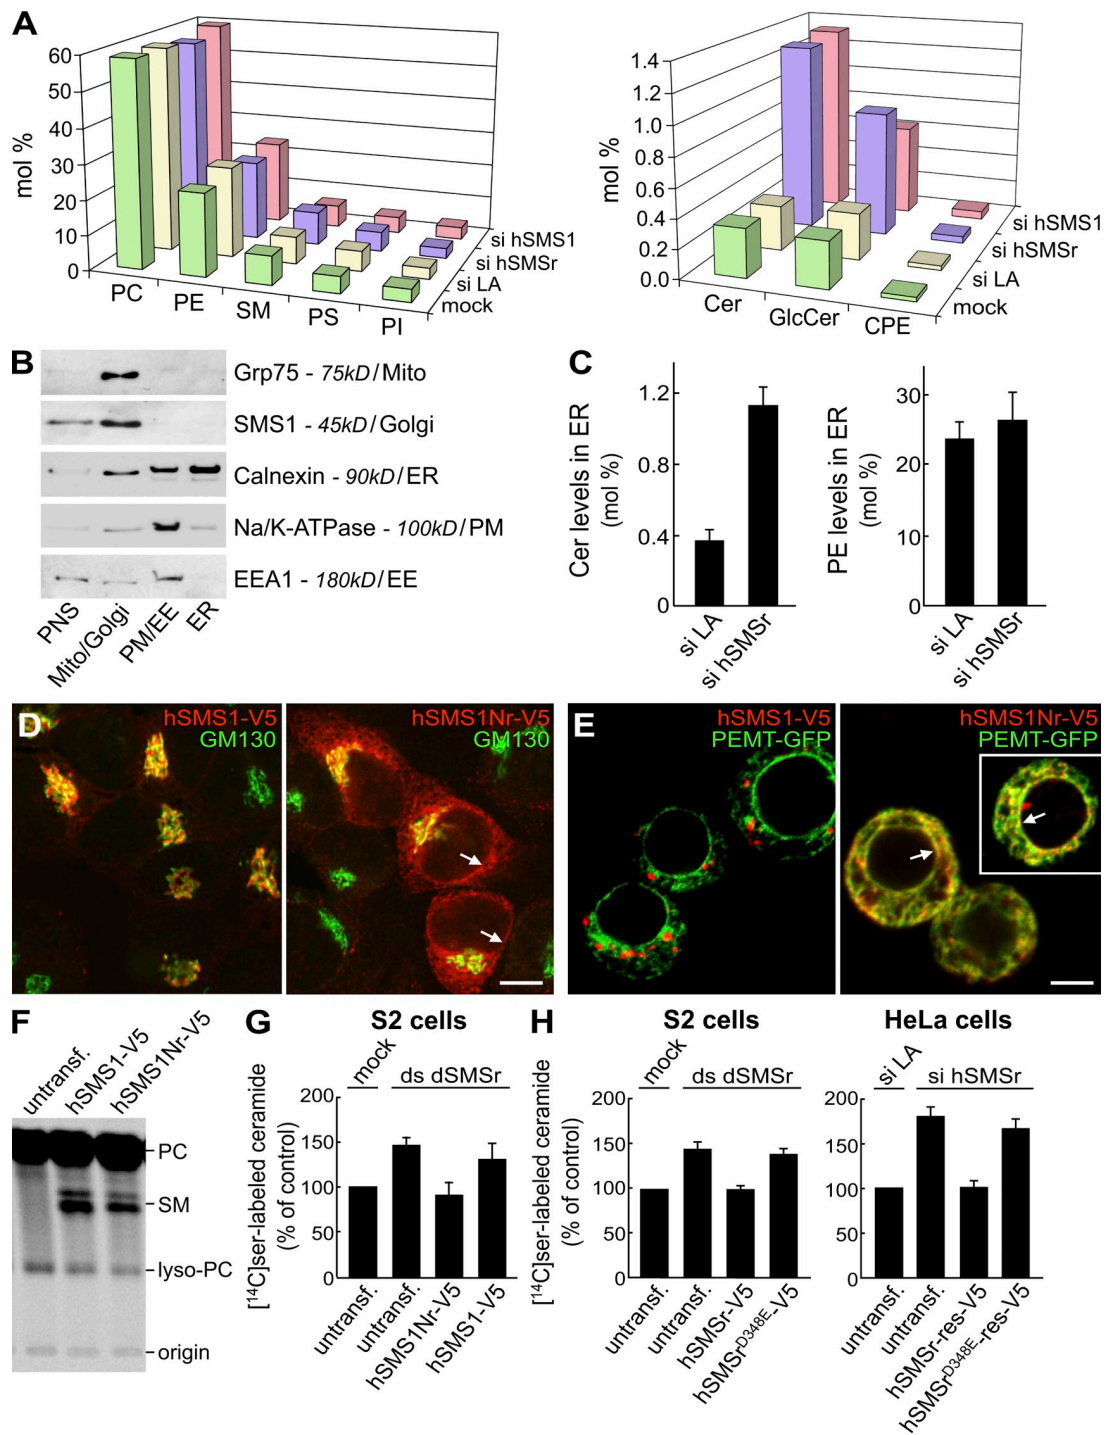 A
mol %
60
50
40
30
20
10
0
PC
PE
SM
PS
PI
mock
si LA
si hSMSr
si hSMS1
mol %
1.4
1.2
1.0
0.8
0.6
0.4
0.2
0.0
Cer
GlcCer
CPE
mock
si LA
si hSMSr
si hSMS1
B
Grp75 - 75kD/Mito
SMS1 - 45kD/Golgi
Calnexin - 90kD/ER
Na/K-ATPase - 100kD/PM
EEA1 - 180kD/EE
PNS
Mito/Golgi
PM/EE
ER
C
Cer levels in ER
(mol %)
1.2
0.8
0.4
0
si LA
si hSMSr
PE levels in ER
(mol %)
30
20
10
0
si LA
si hSMSr
D
hSMS1-V5
GM130
hSMS1Nr-V5
GM130
E
hSMS1-V5
PEMT-GFP
hSMS1Nr-V5
PEMT-GFP
F
untransf.
hSMS1-V5
hSMS1Nr-V5
PC
SM
lyso-PC
origin
G
S2 cells
mock
ds dSMSr
[14C]ser-labeled ceramide
(% of control)
200
150
100
50
0
untransf.
untransf.
hSMS1Nr-V5
hSMS1-V5
H
S2 cells
mock
ds dSMSr
[14C]ser-labeled ceramide
(% of control)
200
150
100
50
0
untransf.
untransf.
hSMSr-V5
hSMSrD348E-V5
HeLa cells
si LA
si hSMSr
200
150
100
50
0
untransf.
untransf.
hSMSr-res-V5
hSMSrD348E-res-V5